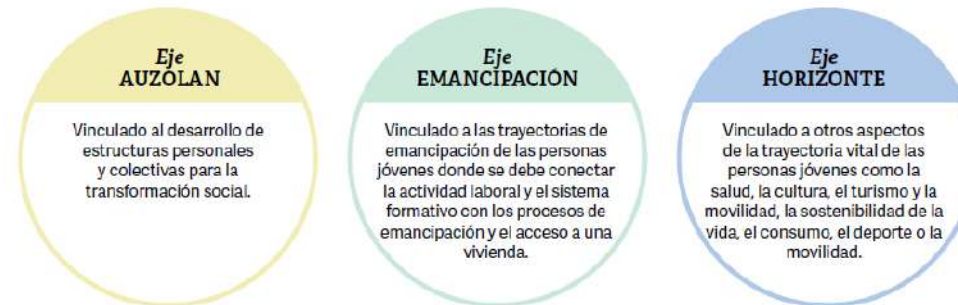 Eje
AUZOLAN
Vinculado al desarrollo de
estructuras personales
y colectivas para la
transformación social.
Eje
EMANCIPACIÓN
Vinculado a las trayectorias de
emancipación de las personas
jóvenes donde se debe conectar
la actividad laboral y el sistema
formativo con los procesos de
emancipación y el acceso a una
vivienda.
Eje
HORIZONTE
Vinculado a otros aspectos
de la trayectoria vital de las
personas jóvenes como la
salud, la cultura, el turismo y la
movilidad, la sostenibilidad de la
vida, el consumo, el deporte o la
movilidad.